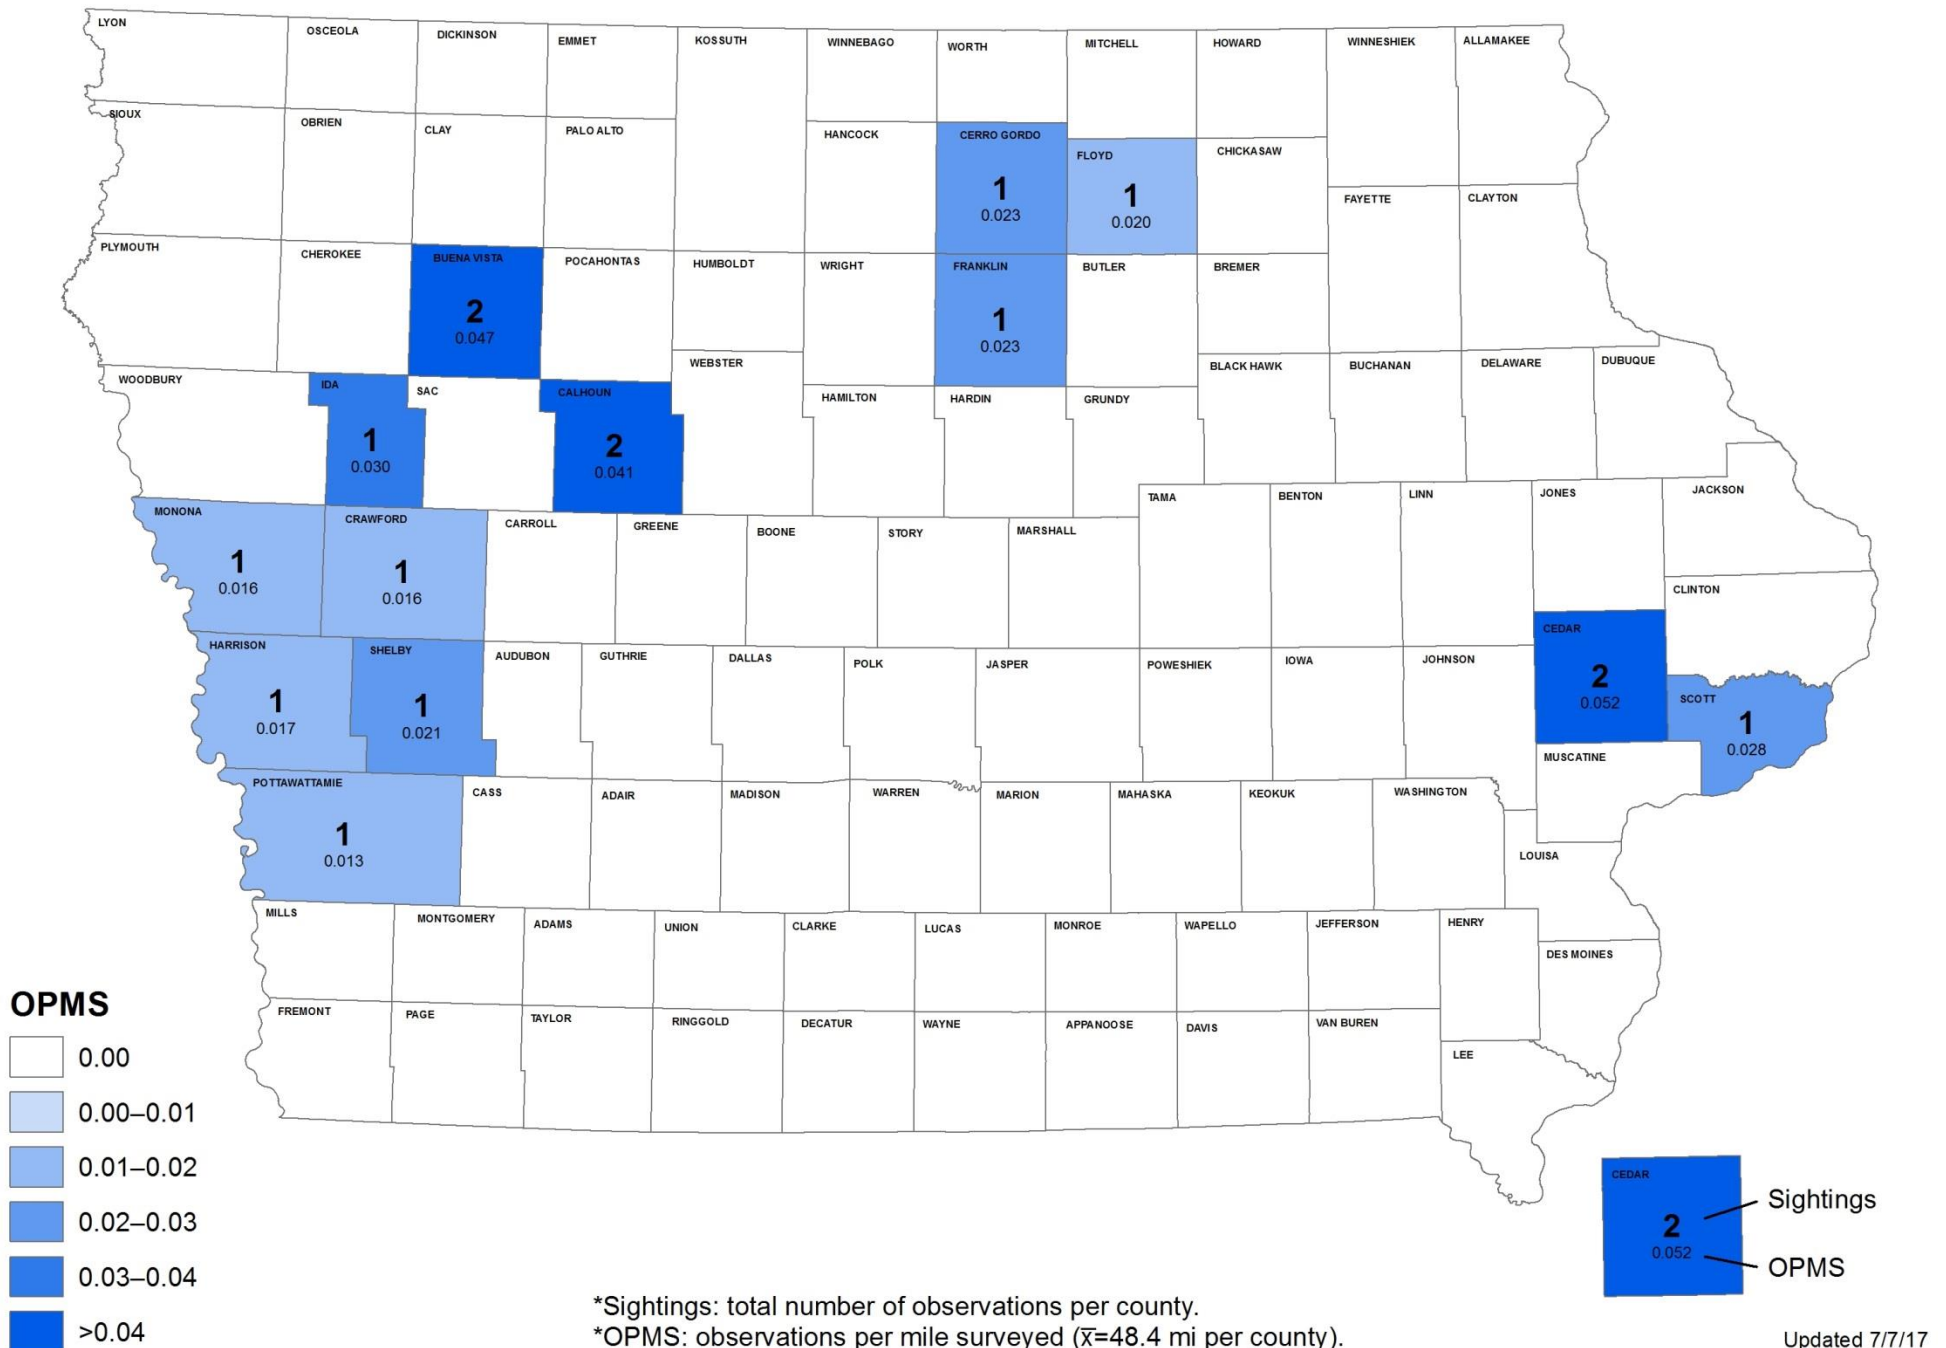 LYON
OSCEOLA
DICKINSON
EMMET
KOSSUTH
WINNEBAGO
WORTH
MITCHELL
HOWARD
WINNESHIEK
ALLAMAKEE
SIOUX
OBRIEN
CLAY
PALO ALTO
HANCOCK
CERRO GORDO
1
0.023
FLOYD
1
0.020
CHICKASAW
FAYETTE
CLAYTON
PLYMOUTH
CHEROKEE
BUENA VISTA
2
0.047
POCAHONTAS
HUMBOLDT
WRIGHT
FRANKLIN
1
0.023
BUTLER
BREMER
WOODBURY
IDA
1
0.030
SAC
CALHOUN
2
0.041
WEBSTER
HAMILTON
HARDIN
GRUNDY
BLACK HAWK
BUCHANAN
DELAWARE
DUBUQUE
MONONA
1
0.016
CRAWFORD
1
0.016
CARROLL
GREENE
BOONE
STORY
MARSHALL
TAMA
BENTON
LINN
JONES
JACKSON
CLINTON
HARRISON
1
0.017
SHELBY
1
0.021
AUDUBON
GUTHRIE
DALLAS
POLK
JASPER
POWESHIEK
IOWA
JOHNSON
CEDAR
2
0.052
SCOTT
1
0.028
MUSCATINE
POTTAWATTAMIE
1
0.013
CASS
ADAIR
MADISON
WARREN
MARION
MAHASKA
KEOKUK
WASHINGTON
LOUISA
MILLS
MONTGOMERY
ADAMS
UNION
CLARKE
LUCAS
MONROE
WAPELLO
JEFFERSON
HENRY
DES MOINES
FREMONT
PAGE
TAYLOR
RINGGOLD
DECATUR
WAYNE
APPANOOSE
DAVIS
VAN BUREN
LEE
OPMS
0.00
0.00–0.01
0.01–0.02
0.02–0.03
0.03–0.04
>0.04
CEDAR
2
0.052
Sightings
OPMS
*Sightings: total number of observations per county.
*OPMS: observations per mile surveyed (x̅=48.4 mi per county).
Updated 7/7/17